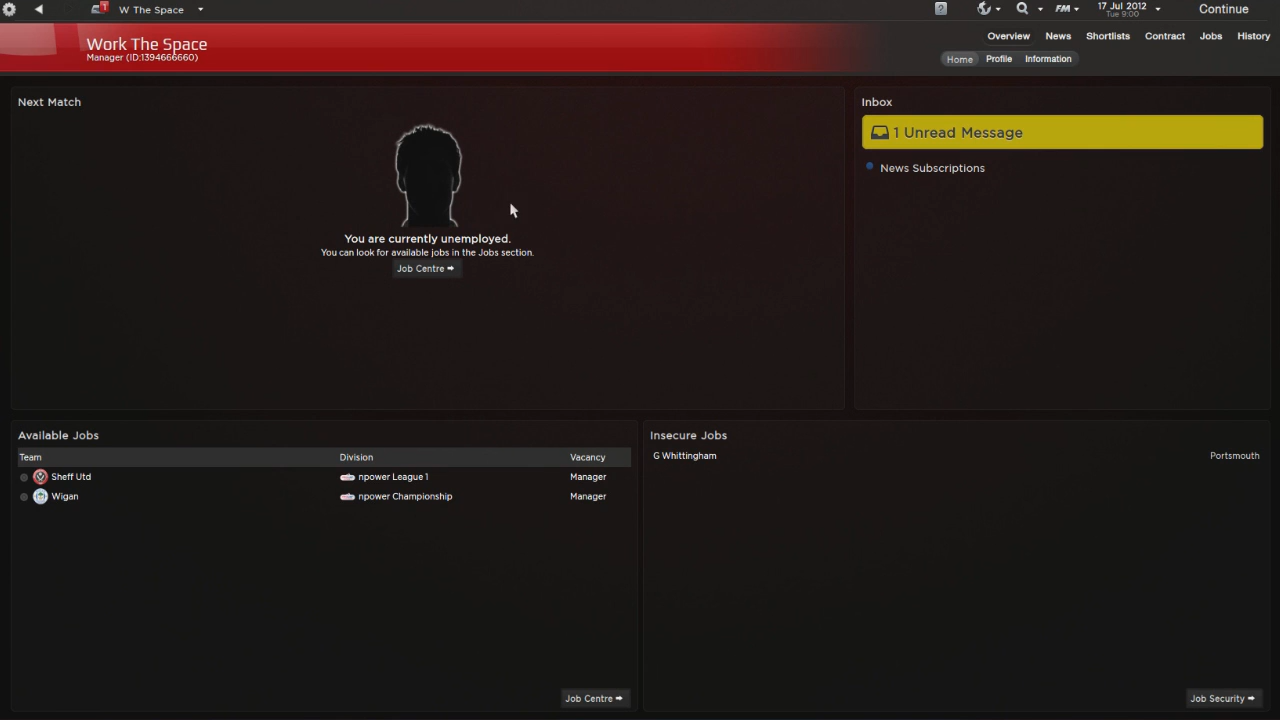 1
W The Space
?
FM
17 Jul 2012
Tue 9:00
Continue
Work The Space
Manager (ID:1394666660)
Overview
News
Shortlists
Contract
Jobs
History
Home
Profile
Information
Next Match
You are currently unemployed.
You can look for available jobs in the Jobs section.
Job Centre
Inbox
1 Unread Message
News Subscriptions
Available Jobs
Team Division Vacancy
Sheff Utd npower League 1 Manager
Wigan npower Championship Manager
Job Centre
Insecure Jobs
G Whittingham Portsmouth
Job Security